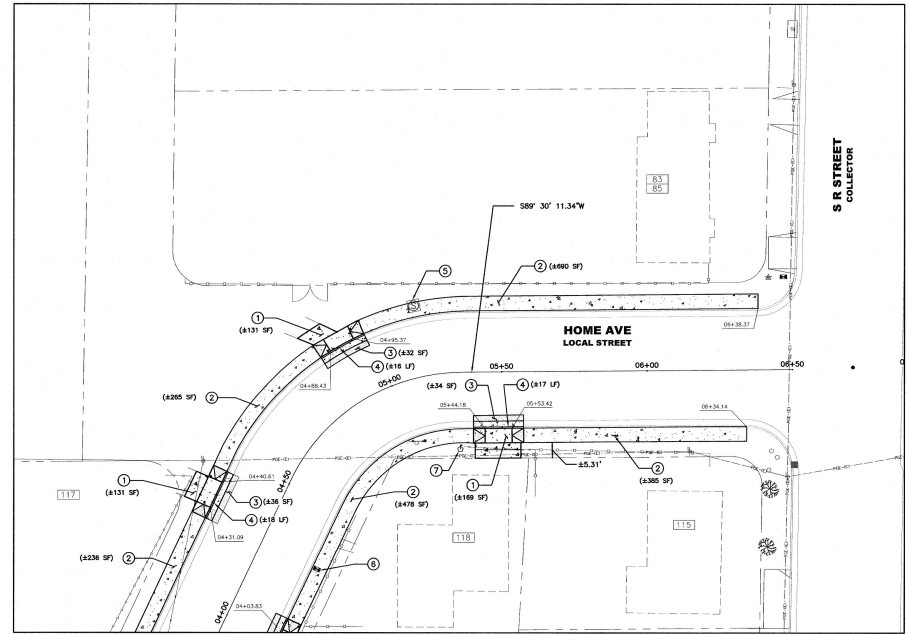 83
85
S R STREET
COLLECTOR
S89° 30' 11.34"W
5
2 (±690 SF)
S
1
(±131 SF)
04+95.37
3 (±32 SF)
4 (±16 LF)
04+88.43
HOME AVE
LOCAL STREET
06+38.37
05+00
05+50
06+00
06+50
(±34 SF)
3
4 (±17 LF)
05+44.18
05+53.42
06+34.14
(±265 SF)
2
7
1
(±169 SF)
±5.31'
2
(±385 SF)
04+40.61
04+50
117
1
(±131 SF)
3 (±36 SF)
4 (±18 LF)
04+31.09
2
(±478 SF)
118
115
(±236 SF)
2
6
04+00
04+03.83